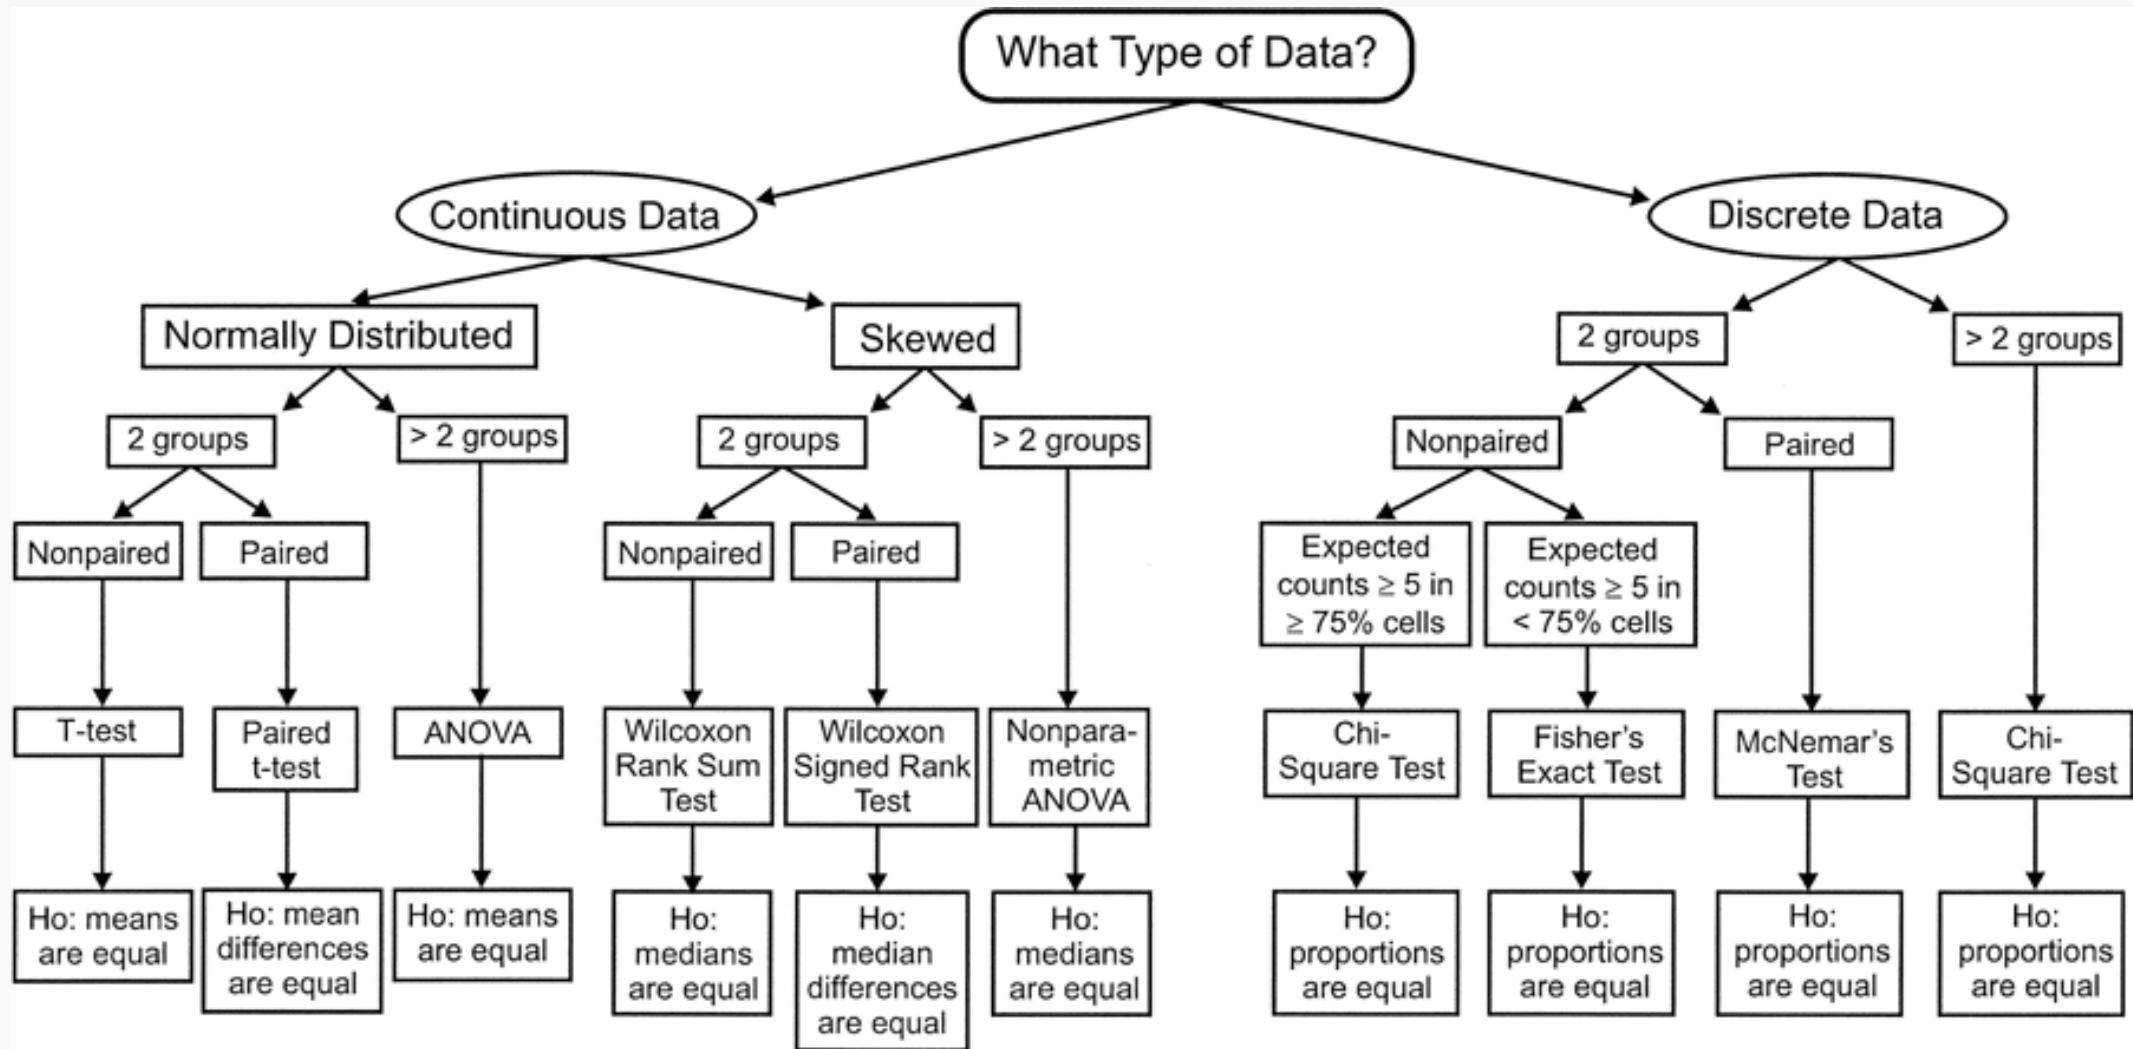 What Type of Data?
Continuous Data
Discrete Data
Normally Distributed
Skewed
2 groups
> 2 groups
2 groups
> 2 groups
2 groups
> 2 groups
Nonpaired
Paired
Nonpaired
Paired
Nonpaired
Paired
Expected
counts ≥ 5 in
≥ 75% cells
Expected
counts ≥ 5 in
< 75% cells
T-test
Paired
t-test
ANOVA
Wilcoxon
Rank Sum
Test
Wilcoxon
Signed Rank
Test
Nonpara-
metric
ANOVA
Chi-
Square Test
Fisher's
Exact Test
McNemar's
Test
Chi-
Square Test
Ho: means
are equal
Ho: mean
differences
are equal
Ho: means
are equal
Ho:
medians
are equal
Ho:
median
differences
are equal
Ho:
medians
are equal
Ho:
proportions
are equal
Ho:
proportions
are equal
Ho:
proportions
are equal
Ho:
proportions
are equal